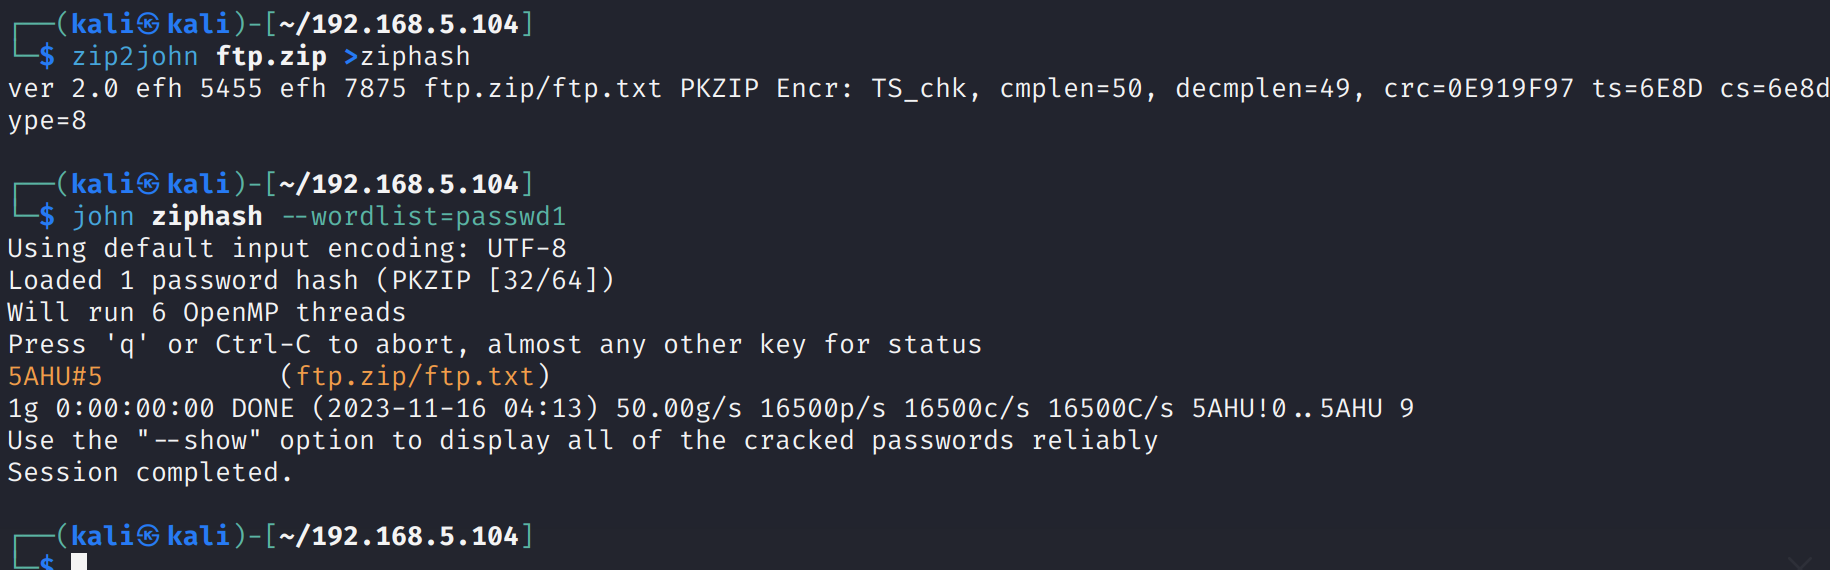 ┌──(kali㉿kali)-[~/192.168.5.104]
└─$ zip2john ftp.zip >ziphash
ver 2.0 efh 5455 efh 7875 ftp.zip/ftp.txt PKZIP Encr: TS_chk, cmplen=50, decmplen=49, crc=0E919F97 ts=6E8D cs=6e8d
ype=8
┌──(kali㉿kali)-[~/192.168.5.104]
└─$ john ziphash --wordlist=passwd1
Using default input encoding: UTF-8
Loaded 1 password hash (PKZIP [32/64])
Will run 6 OpenMP threads
Press 'q' or Ctrl-C to abort, almost any other key for status
5AHU#5           (ftp.zip/ftp.txt)
1g 0:00:00:00 DONE (2023-11-16 04:13) 50.00g/s 16500p/s 16500c/s 16500C/s 5AHU!0..5AHU 9
Use the "--show" option to display all of the cracked passwords reliably
Session completed.
┌──(kali㉿kali)-[~/192.168.5.104]
└─$